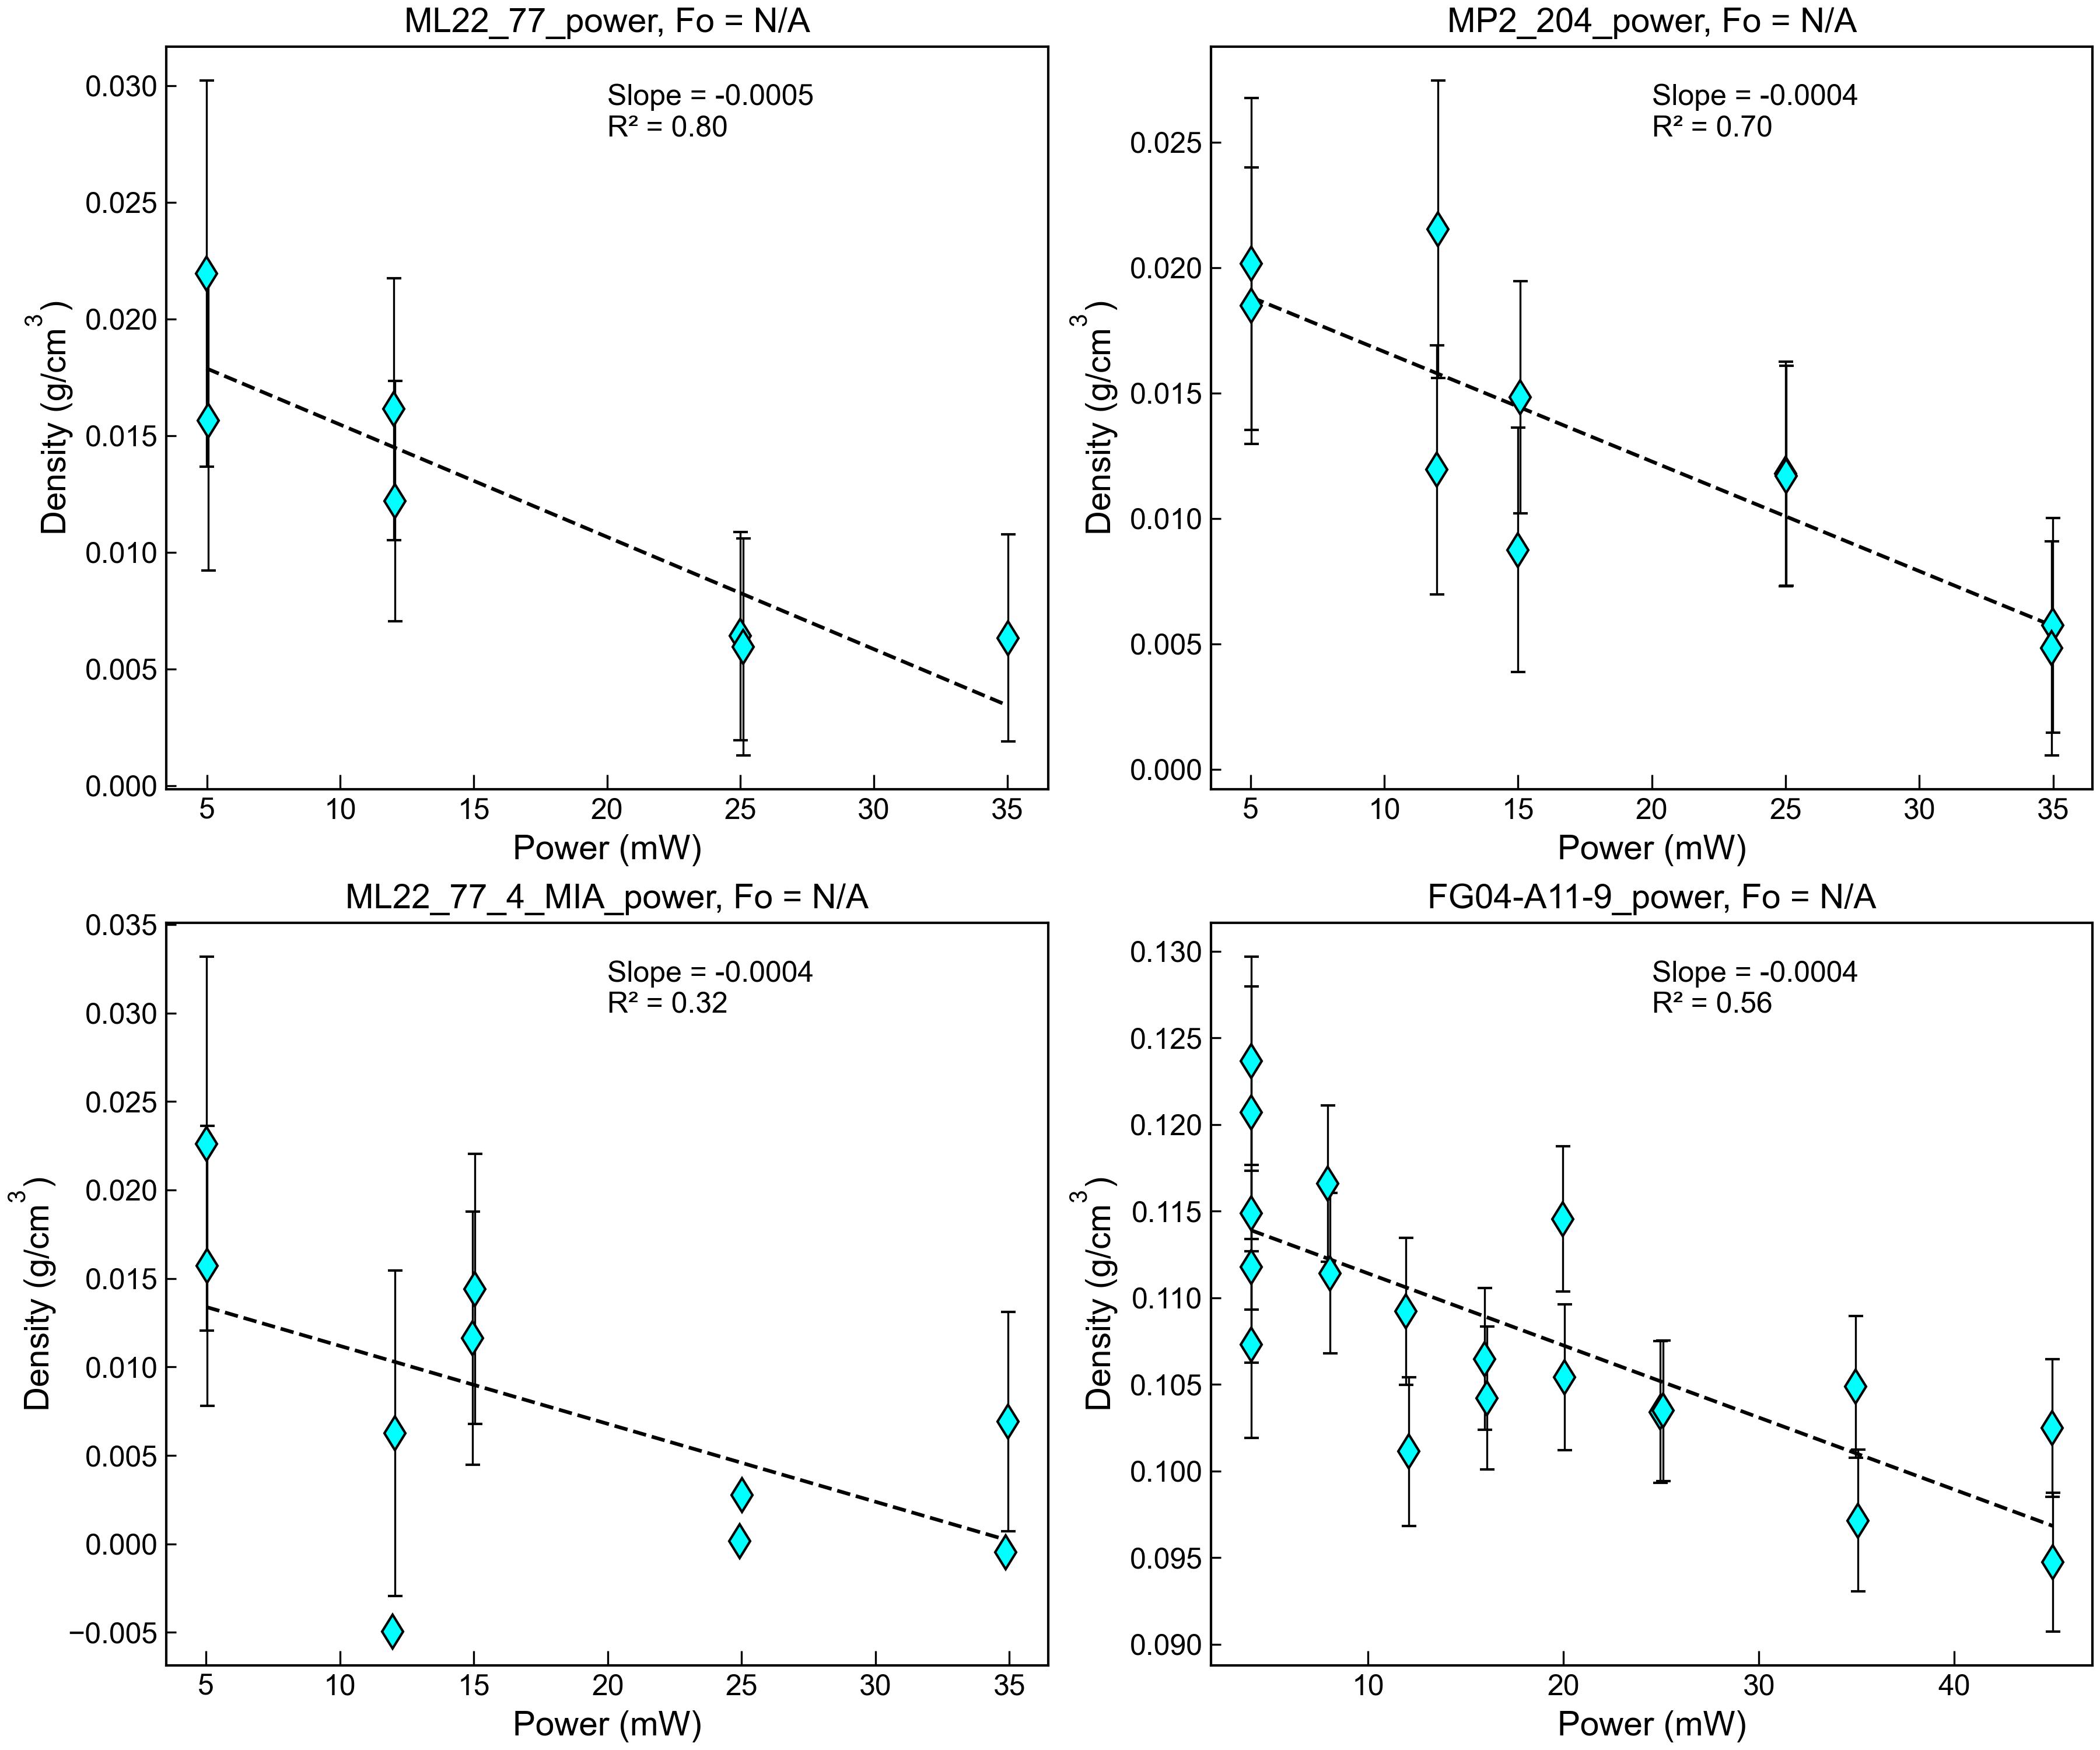 ML22_77_power, Fo = N/A
Slope = -0.0005
R² = 0.80
0.030
0.025
0.020
0.015
0.010
0.005
0.000
Density (g/cm³)
5 10 15 20 25 30 35
Power (mW)
MP2_204_power, Fo = N/A
Slope = -0.0004
R² = 0.70
0.025
0.020
0.015
0.010
0.005
0.000
Density (g/cm³)
5 10 15 20 25 30 35
Power (mW)
ML22_77_4_MIA_power, Fo = N/A
Slope = -0.0004
R² = 0.32
0.035
0.030
0.025
0.020
0.015
0.010
0.005
0.000
−0.005
Density (g/cm³)
5 10 15 20 25 30 35
Power (mW)
FG04-A11-9_power, Fo = N/A
Slope = -0.0004
R² = 0.56
0.130
0.125
0.120
0.115
0.110
0.105
0.100
0.095
0.090
Density (g/cm³)
10 20 30 40
Power (mW)